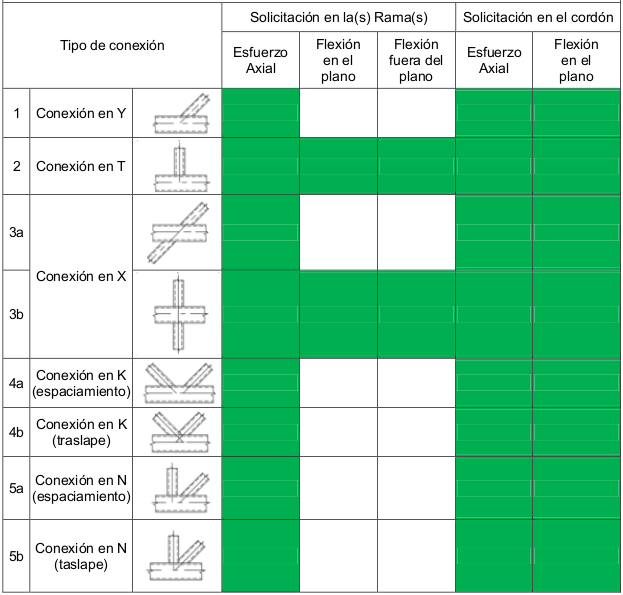 Tipo de conexión
Solicitación en la(s) Rama(s)
Solicitación en el cordón
Esfuerzo
Axial
Flexión
en el
plano
Flexión
fuera del
plano
Esfuerzo
Axial
Flexión
en el
plano
1
Conexión en Y
2
Conexión en T
3a
Conexión en X
3b
4a
Conexión en K
(espaciamiento)
4b
Conexión en K
(traslape)
5a
Conexión en N
(espaciamiento)
5b
Conexión en N
(taslape)